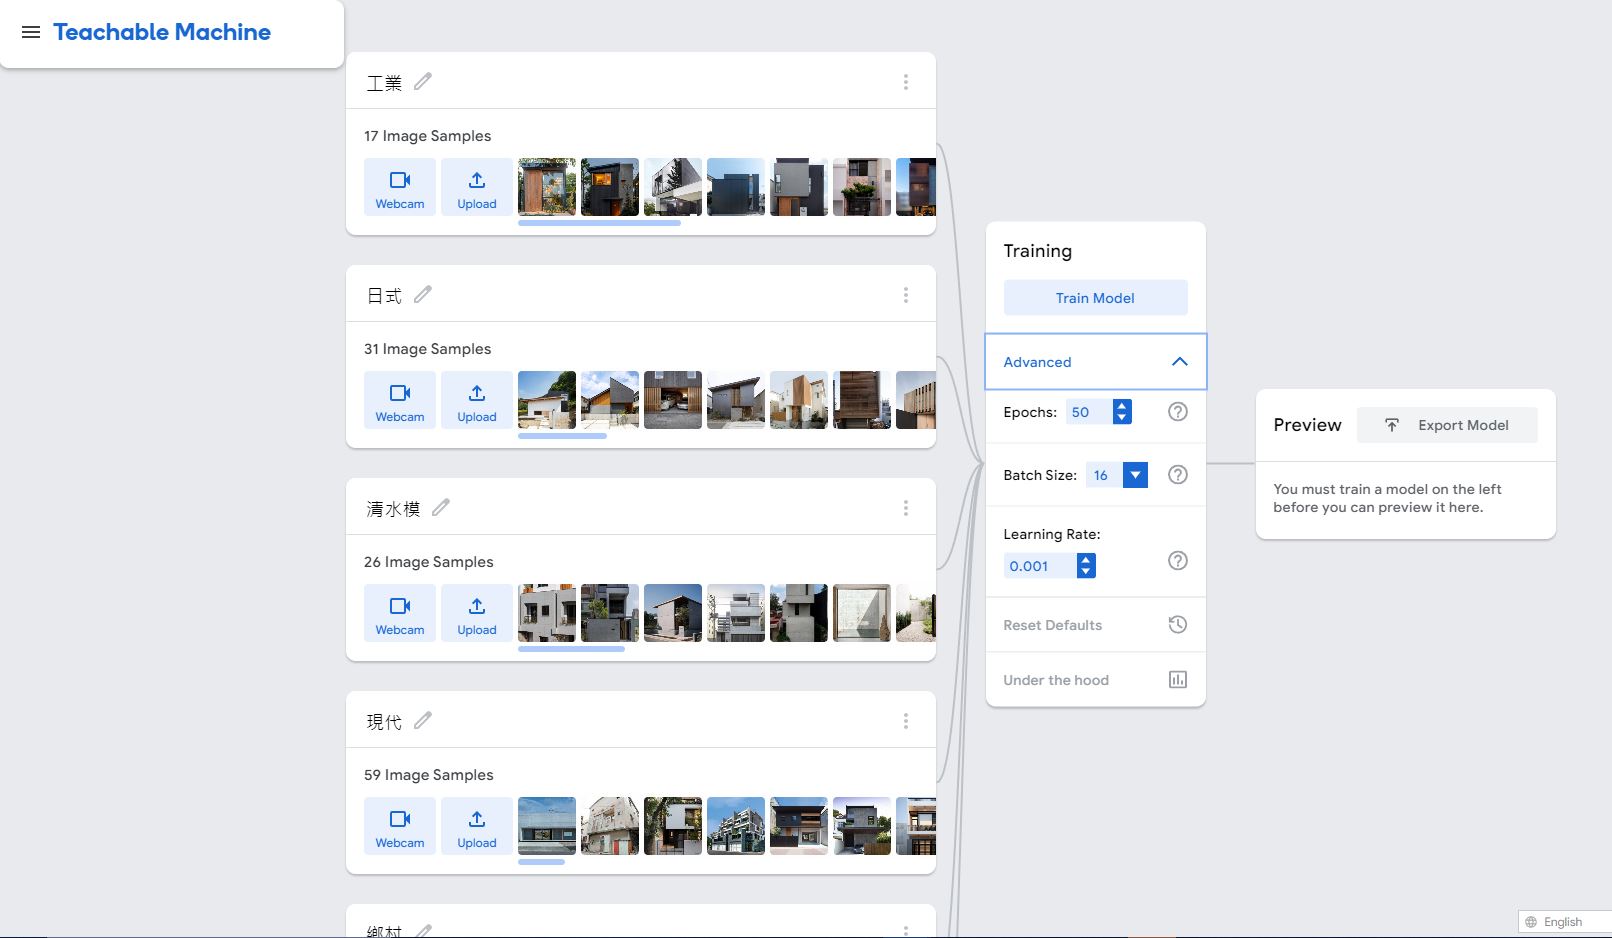 Teachable Machine
工業
17 Image Samples
Webcam
Upload
日式
31 Image Samples
Webcam
Upload
清水模
26 Image Samples
Webcam
Upload
現代
59 Image Samples
Webcam
Upload
鄉村
Training
Train Model
Advanced
Epochs: 50
Batch Size: 16
Learning Rate:
0.001
Reset Defaults
Under the hood
Preview
Export Model
You must train a model on the left
before you can preview it here.
English